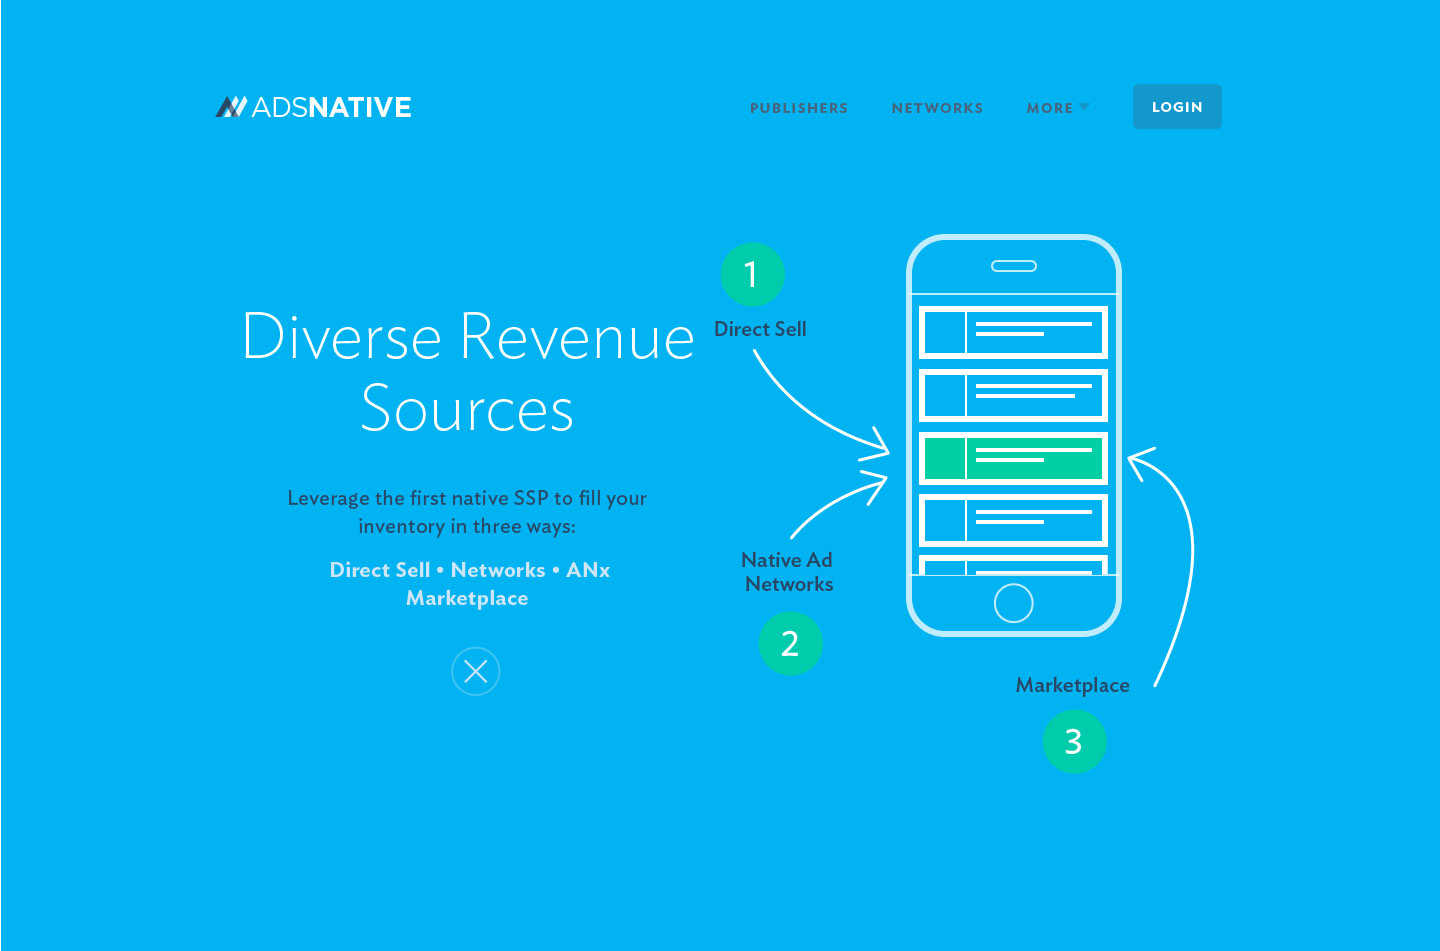 ADSNATIVE
PUBLISHERS
NETWORKS
MORE
LOGIN
Diverse Revenue
Sources
Leverage the first native SSP to fill your
inventory in three ways:
Direct Sell • Networks • ANx
Marketplace
1
Direct Sell
Native Ad
Networks
2
Marketplace
3